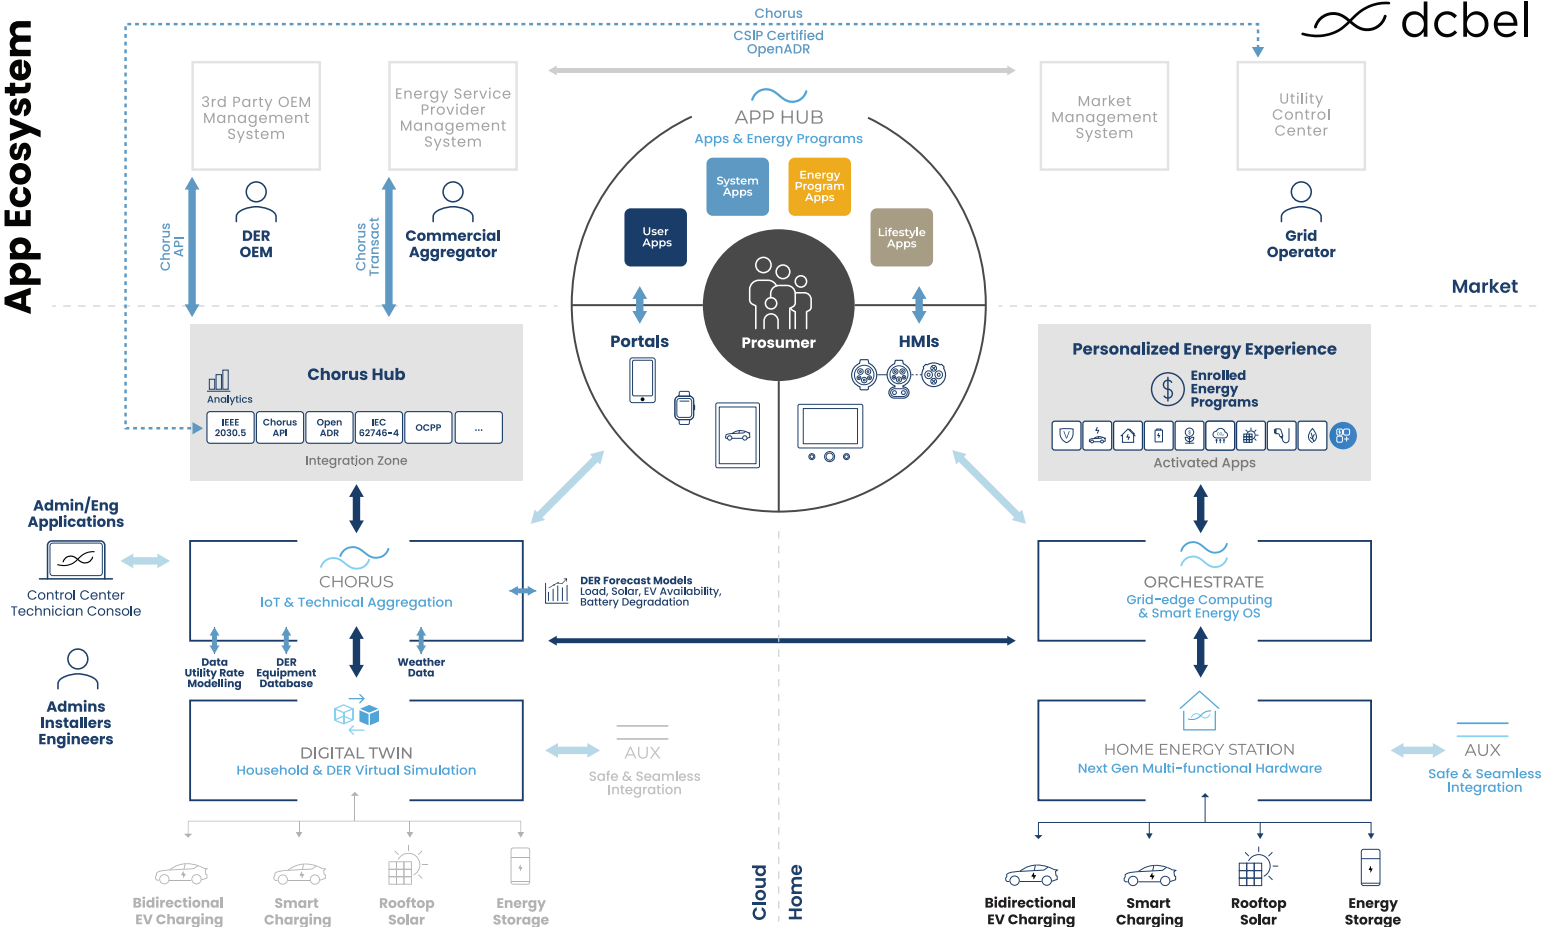 App Ecosystem
Chorus
CSIP Certified
OpenADR
dcbel
3rd Party OEM
Management
System
Energy Service
Provider
Management
System
Market
Management
System
Utility
Control
Center
APP HUB
Apps & Energy Programs
System
Apps
Energy
Program
Apps
User
Apps
Lifestyle
Apps
Chorus
API
DER
OEM
Chorus
Transact
Commercial
Aggregator
Grid
Operator
Market
Portals
Prosumer
HMIs
Chorus Hub
Analytics
IEEE
2030.5
Chorus
API
Open
ADR
IEC
62746-4
OCPP
...
Integration Zone
Personalized Energy Experience
$
Enrolled
Energy
Programs
V
Activated Apps
Admin/Eng
Applications
Control Center
Technician Console
Admins
Installers
Engineers
CHORUS
IoT & Technical Aggregation
DER Forecast Models
Load, Solar, EV Availability,
Battery Degradation
ORCHESTRATE
Grid-edge Computing
& Smart Energy OS
Data
Utility Rate
Modelling
DER
Equipment
Database
Weather
Data
DIGITAL TWIN
Household & DER Virtual Simulation
AUX
Safe & Seamless
Integration
HOME ENERGY STATION
Next Gen Multi-functional Hardware
AUX
Safe & Seamless
Integration
Bidirectional
EV Charging
Smart
Charging
Rooftop
Solar
Energy
Storage
Cloud
Home
Bidirectional
EV Charging
Smart
Charging
Rooftop
Solar
Energy
Storage